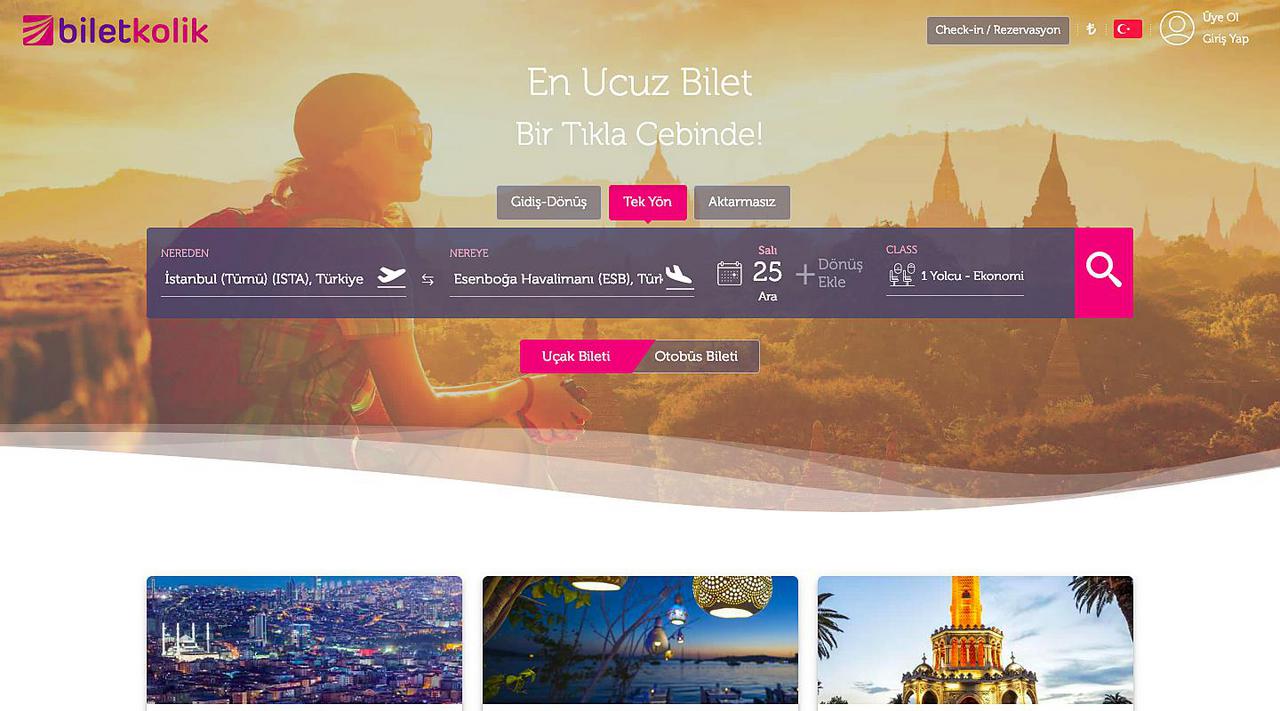 biletkolik
Check-in / Rezervasyon
₺
Üye Ol
Giriş Yap
En Ucuz Bilet
Bir Tıkla Cebinde!
Gidiş-Dönüş
Tek Yön
Aktarmasız
NEREDEN
İstanbul (Tümü) (ISTA), Türkiye
NEREYE
Esenboğa Havalimanı (ESB), Tür
Salı
25
Ara
Dönüş
Ekle
CLASS
1 Yolcu - Ekonomi
Uçak Bileti
Otobüs Bileti